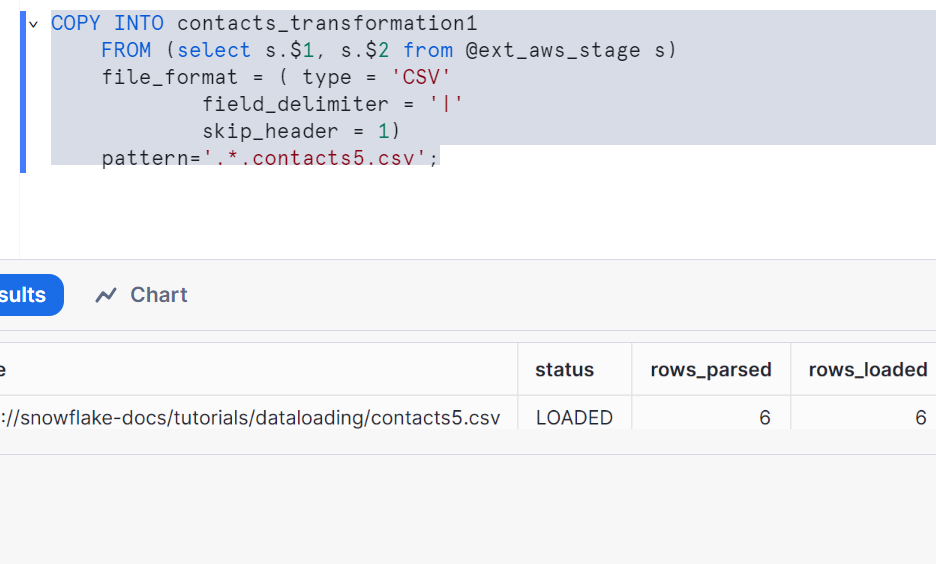 COPY INTO contacts_transformation1
FROM (select s.$1, s.$2 from @ext_aws_stage s)
file_format = ( type = 'CSV'
field_delimiter = '|'
skip_header = 1)
pattern='.*.contacts5.csv';
sults Chart
e status rows_parsed rows_loaded
://snowflake-docs/tutorials/dataloading/contacts5.csv LOADED 6 6